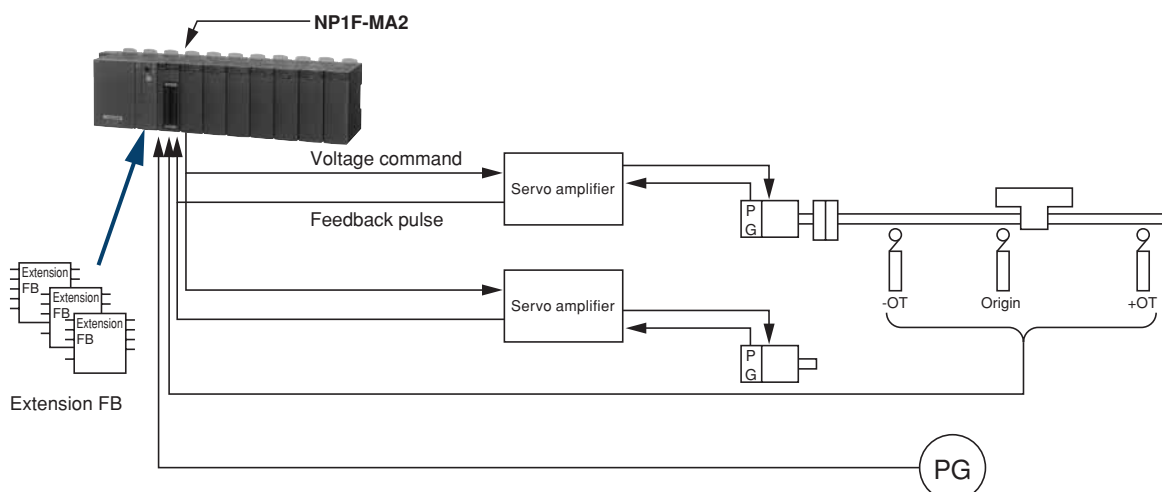 NP1F-MA2
Voltage command
Servo amplifier
Feedback pulse
P
G
Extension
FB
Extension
FB
Extension
FB
Servo amplifier
-OT
Origin
+OT
P
G
Extension FB
PG